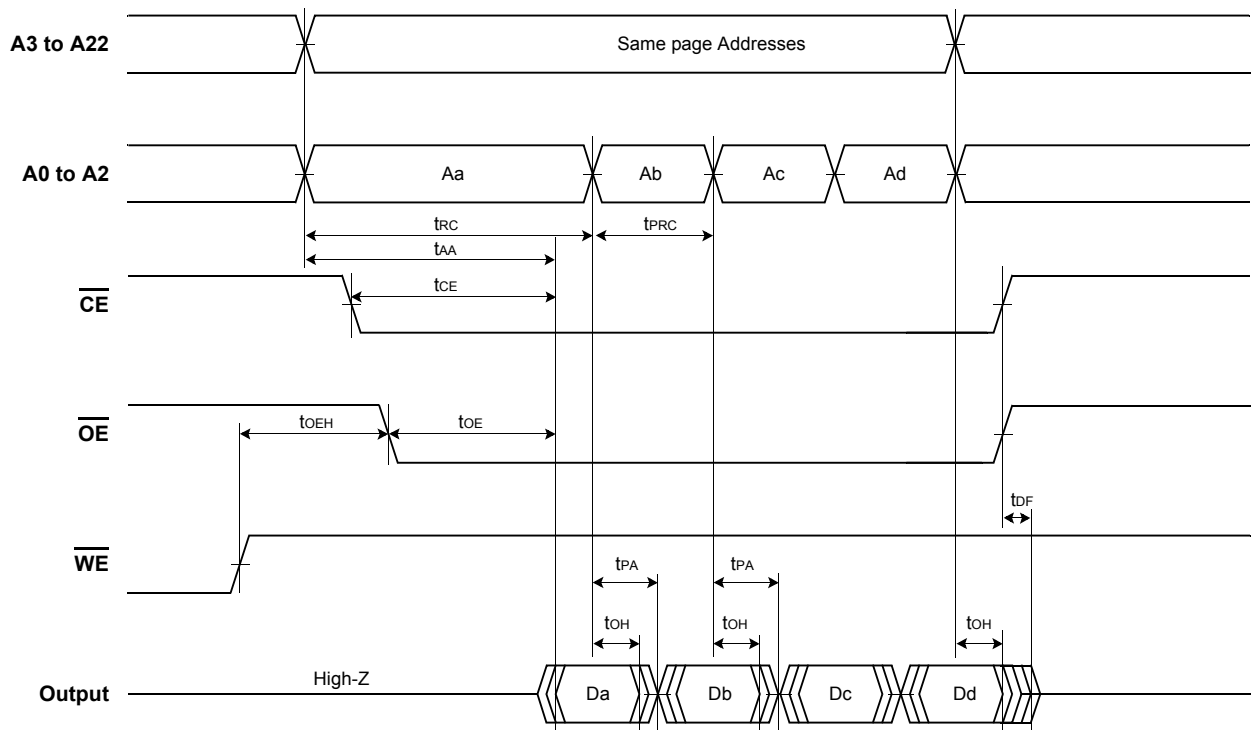 A3 to A22
Same page Addresses
A0 to A2
Aa
Ab
Ac
Ad
tRC
tPRC
tAA
CE
tCE
OE
tOEH
tOE
tDF
WE
tPA
tPA
tOH
tOH
tOH
Output
High-Z
Da
Db
Dc
Dd